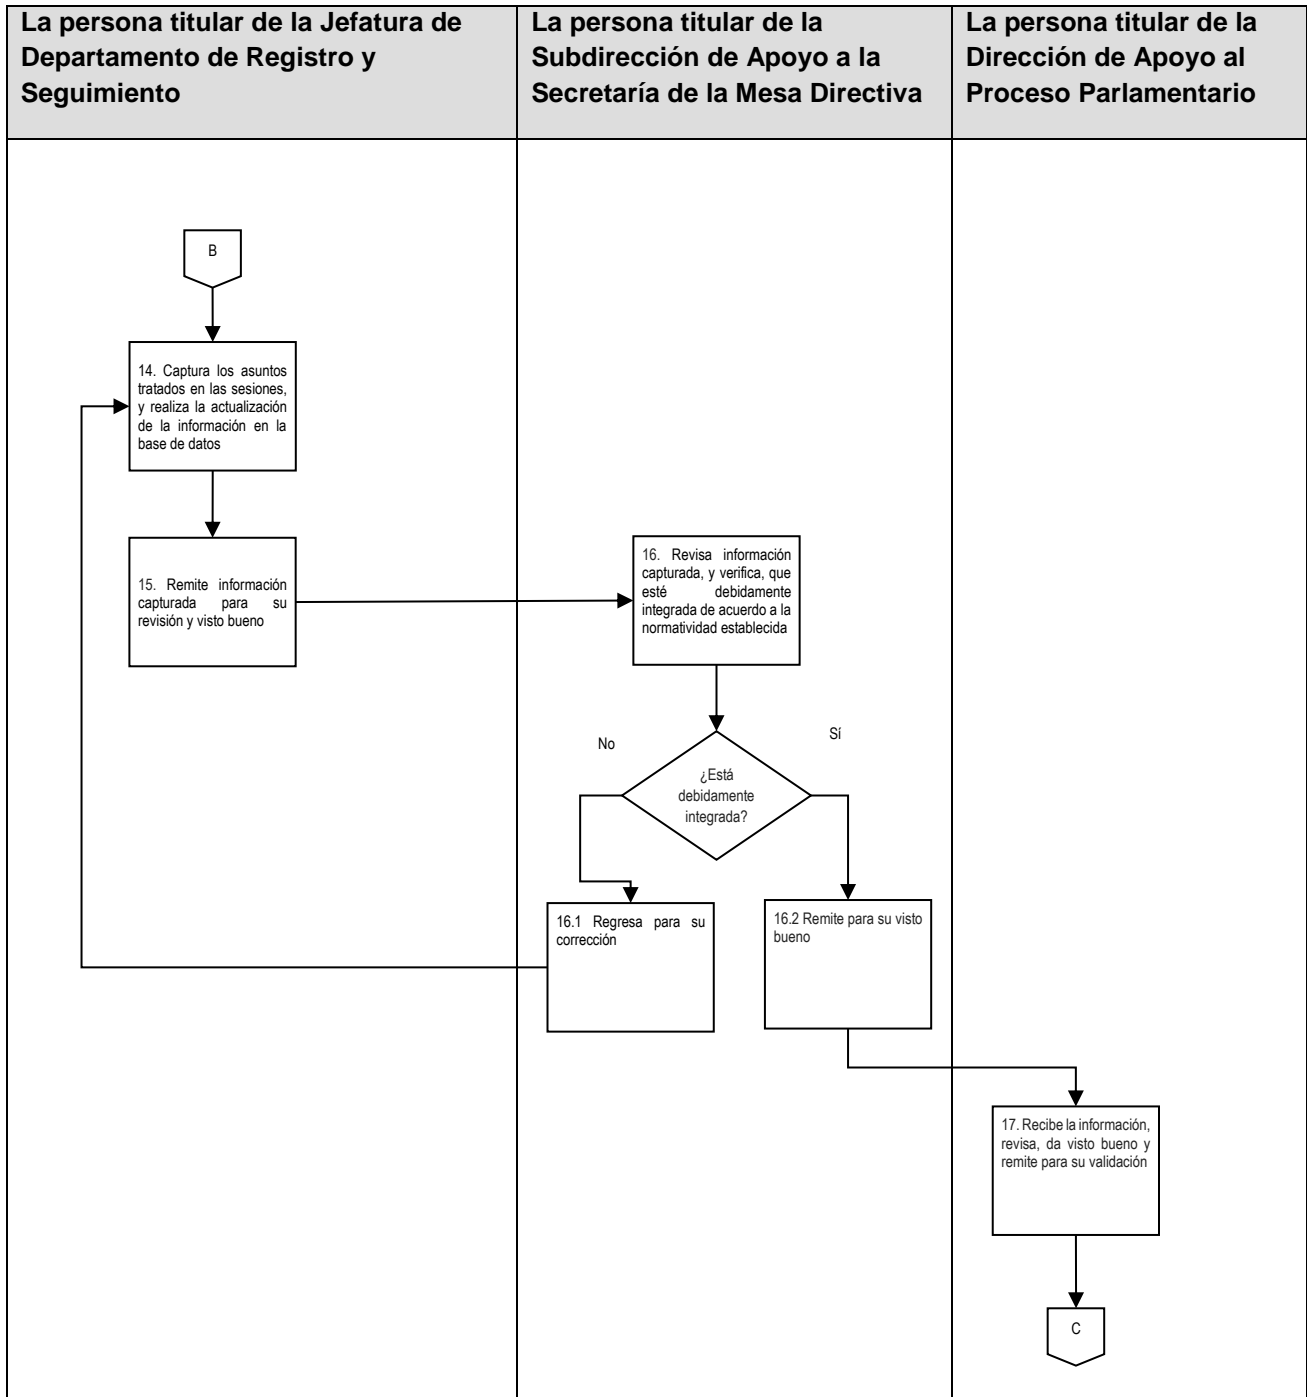 La persona titular de la Jefatura de
Departamento de Registro y
Seguimiento
La persona titular de la
Subdirección de Apoyo a la
Secretaría de la Mesa Directiva
La persona titular de la
Dirección de Apoyo al
Proceso Parlamentario
B
14. Captura los asuntos
tratados en las sesiones,
y realiza la actualización
de la información en la
base de datos
15. Remite información
capturada para su
revisión y visto bueno
16. Revisa información
capturada, y verifica, que
esté debidamente
integrada de acuerdo a la
normatividad establecida
No
Sí
¿Está
debidamente
integrada?
16.1 Regresa para su
corrección
16.2 Remite para su visto
bueno
17. Recibe la información,
revisa, da visto bueno y
remite para su validación
C